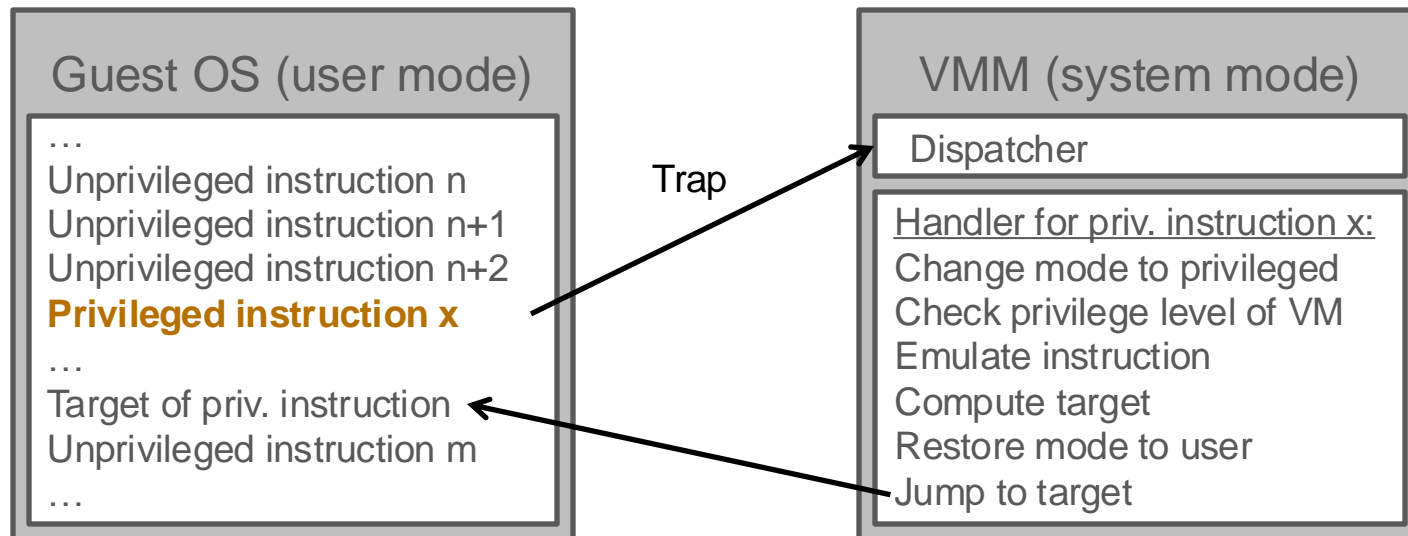 Guest OS (user mode)
…
Unprivileged instruction n
Unprivileged instruction n+1
Unprivileged instruction n+2
Privileged instruction x
…
Target of priv. instruction
Unprivileged instruction m
…
Trap
VMM (system mode)
Dispatcher
Handler for priv. instruction x:
Change mode to privileged
Check privilege level of VM
Emulate instruction
Compute target
Restore mode to user
Jump to target